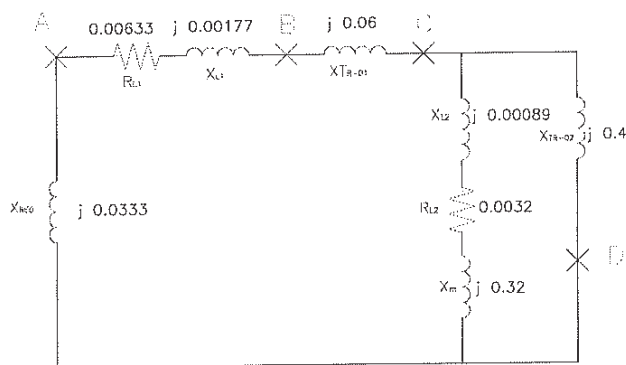 A
0.00633
j 0.00177
B
j 0.06
C
RL1
XL1
XTR-01
XL2
j 0.00089
XTR-02
j 0.4
XRED
j 0.0333
RL2
0.0032
D
Xm
j 0.32